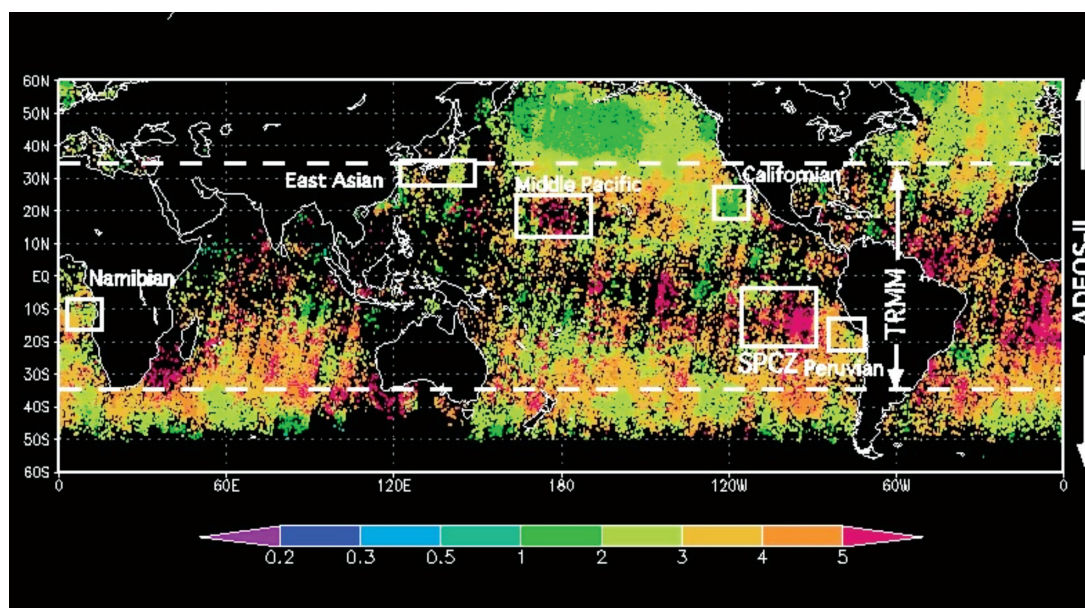 60N
50N
40N
30N
20N
10N
EQ
10S
20S
30S
40S
50S
60S
East Asian
Middle Pacific
Californian
Namibian
SPCZ
Peruvian
TRMM
ADEOS-II
0 60E 120E 180 120W 60W 0
0.2 0.3 0.5 1 2 3 4 5